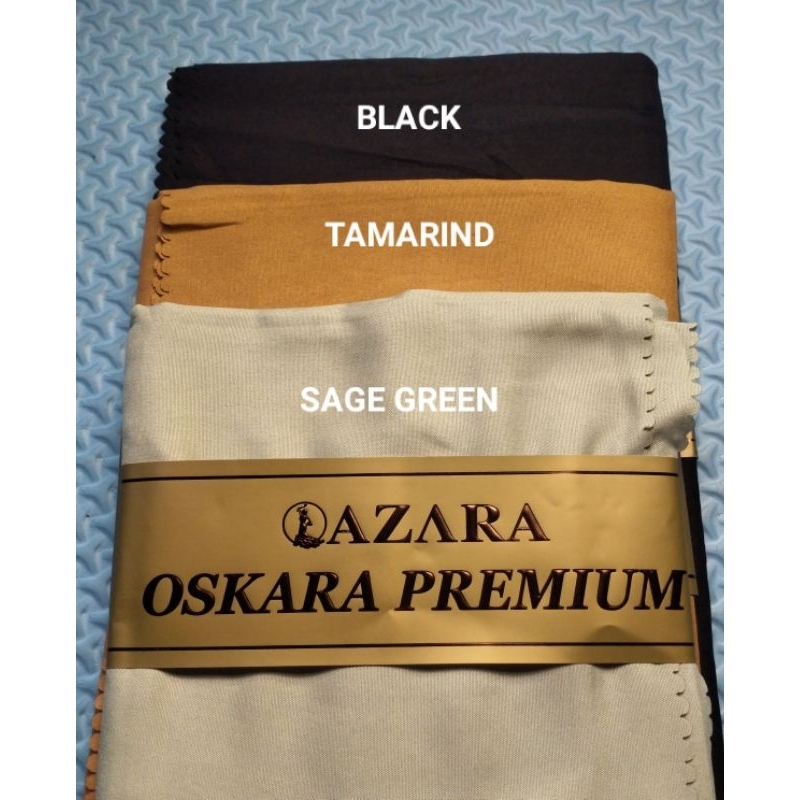 BLACK
TAMARIND
SAGE GREEN
AZARA
OSKARA PREMIUM